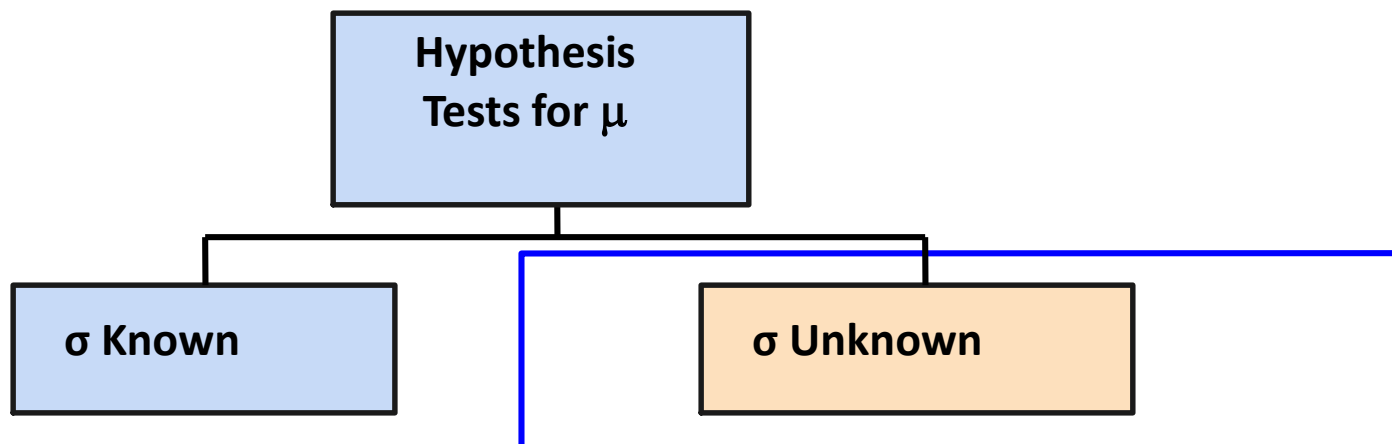 Hypothesis
Tests for μ
σ Known
σ Unknown